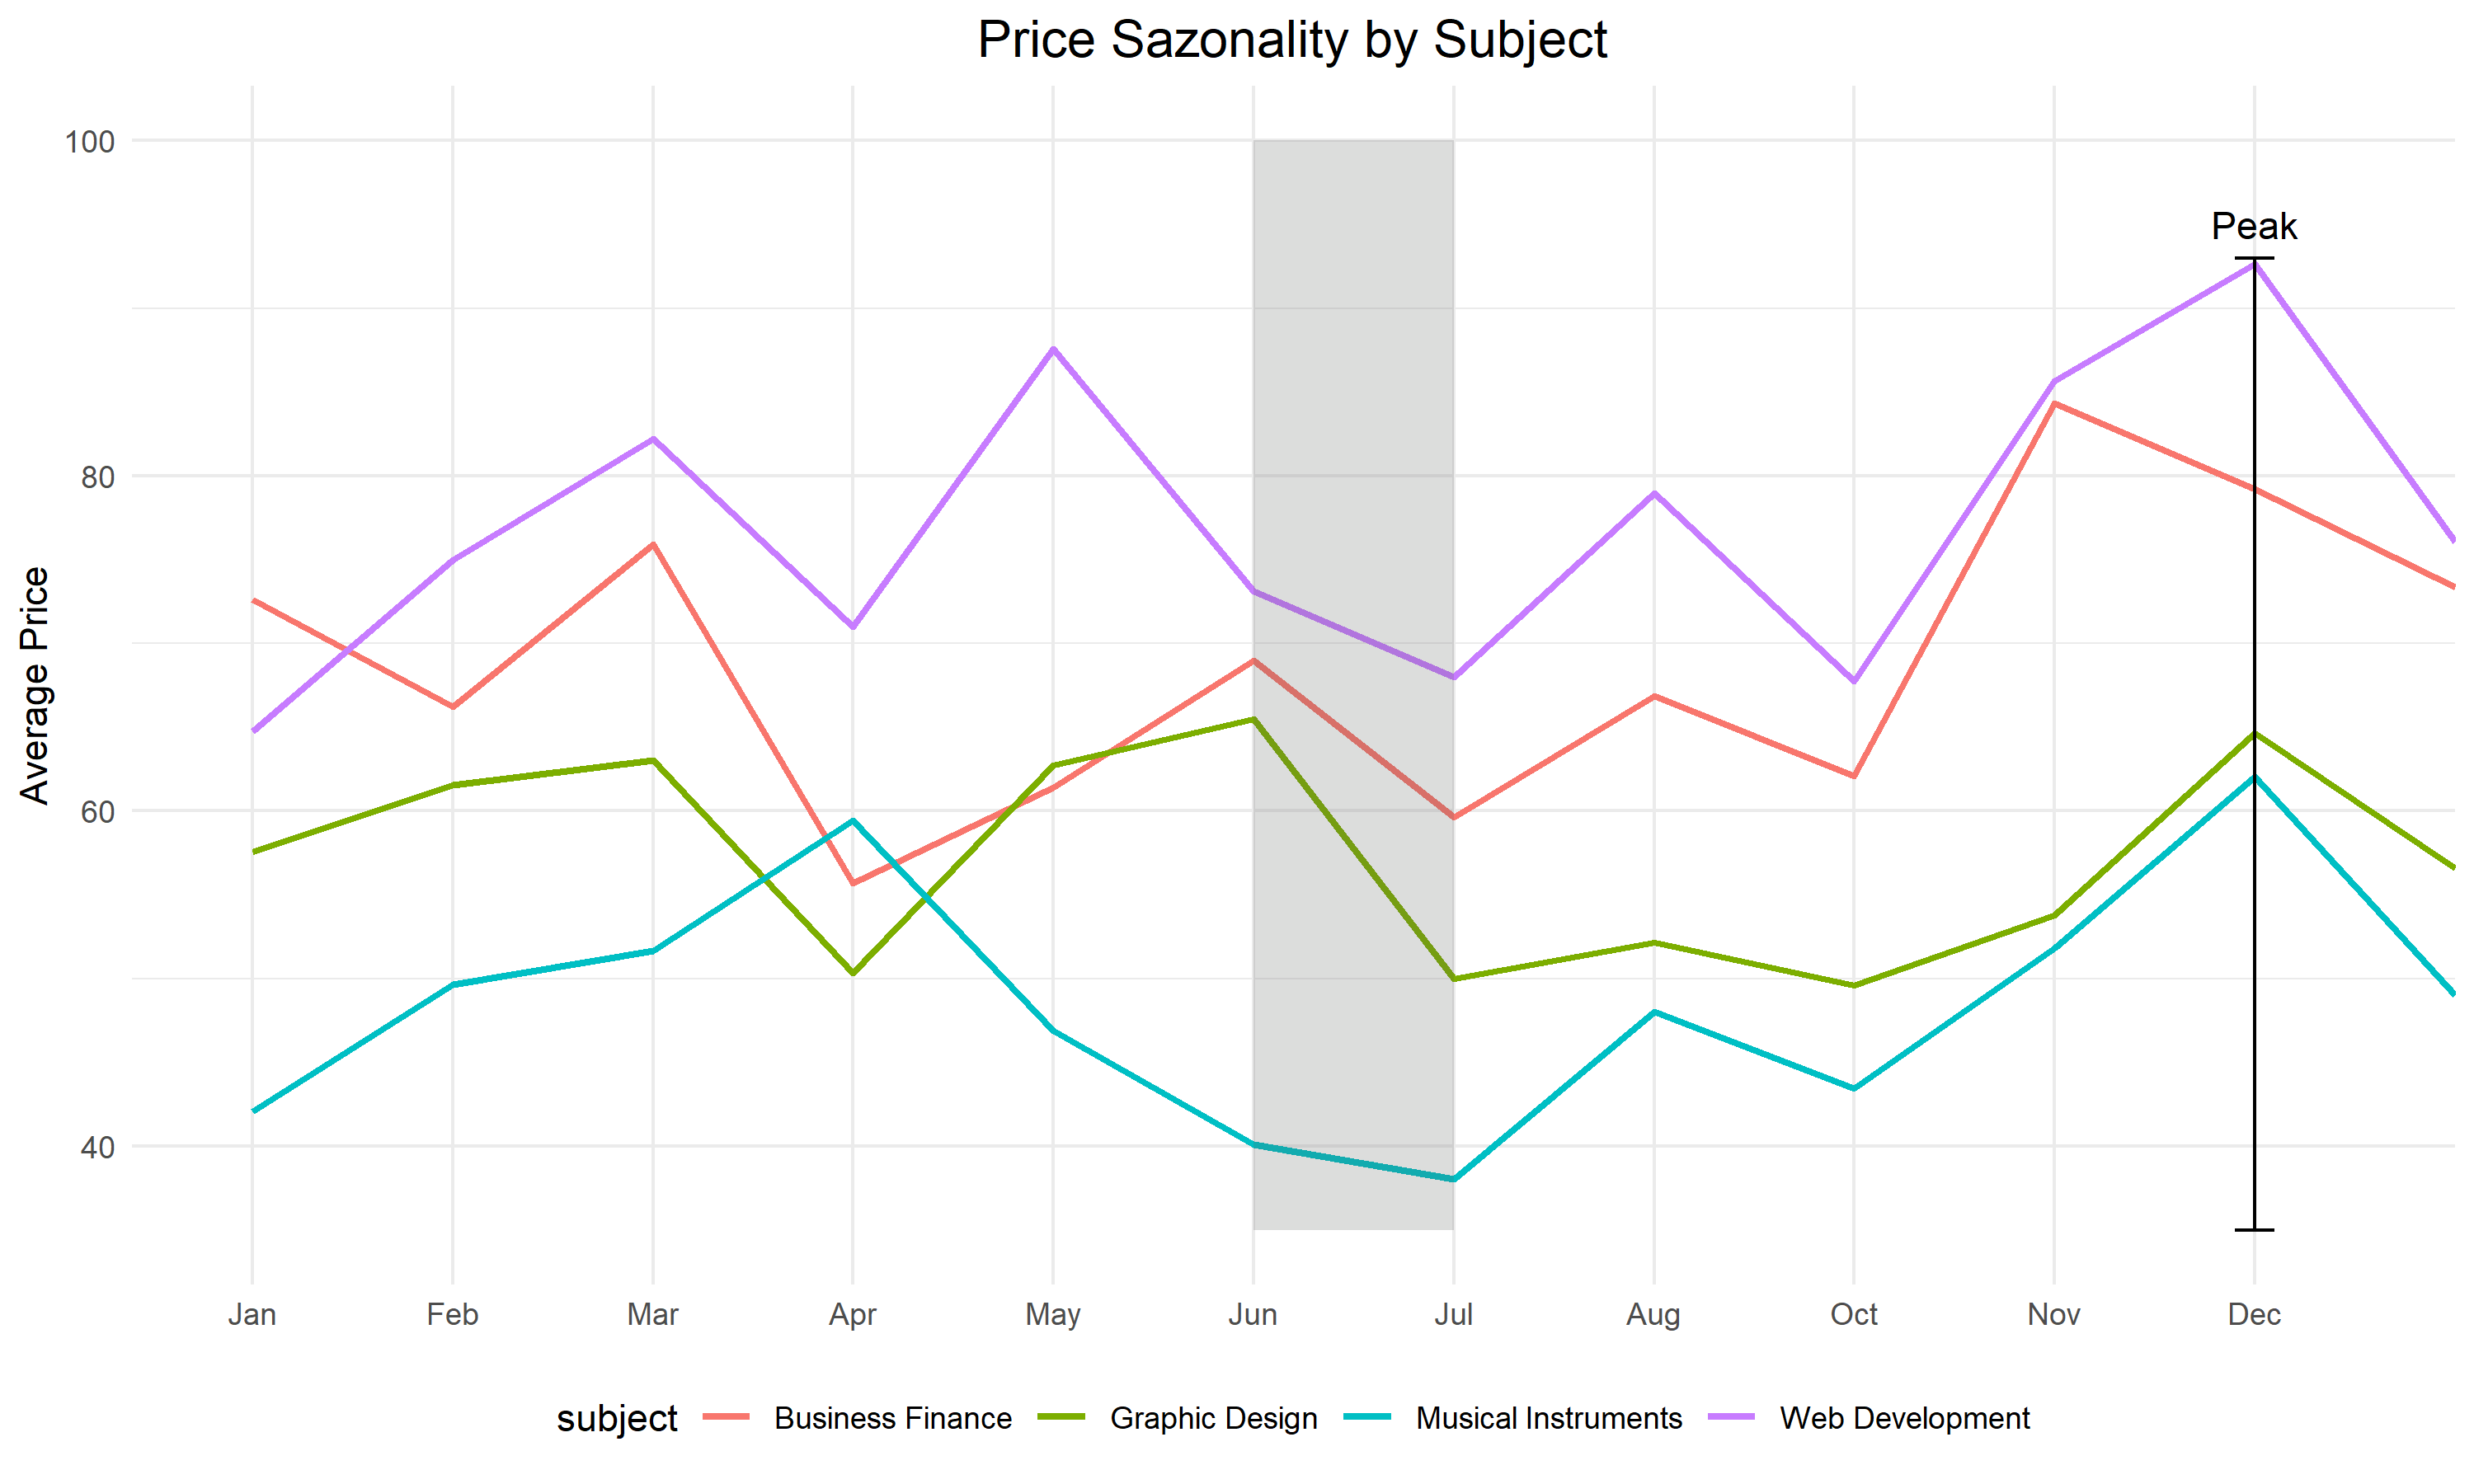 Price Sazonality by Subject
100
80
60
40
Average Price
Peak
Jan Feb Mar Apr May Jun Jul Aug Oct Nov Dec
subject Business Finance Graphic Design Musical Instruments Web Development